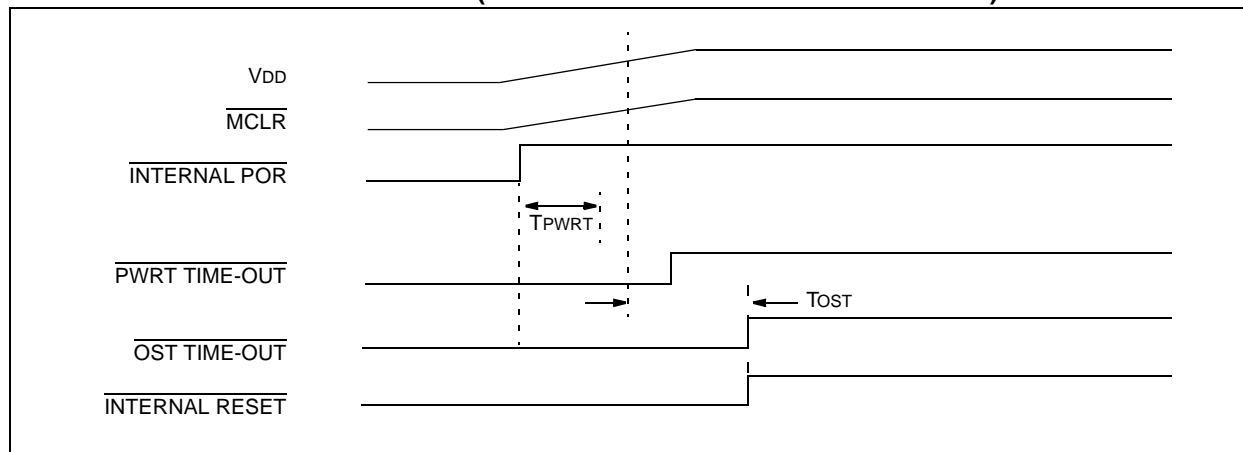 VDD
MCLR
INTERNAL POR
TPWRT
PWRT TIME-OUT
TOST
OST TIME-OUT
INTERNAL RESET